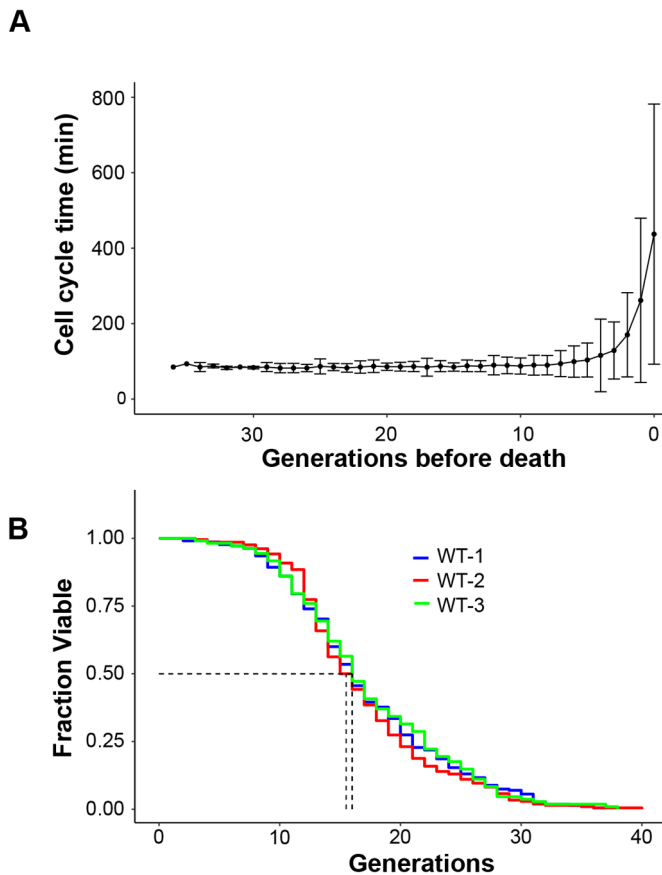 A
Cell cycle time (min)
800
600
400
200
0
30
20
10
0
Generations before death
B
Fraction Viable
1.00
0.75
0.50
0.25
0.00
WT-1
WT-2
WT-3
0
10
20
30
40
Generations